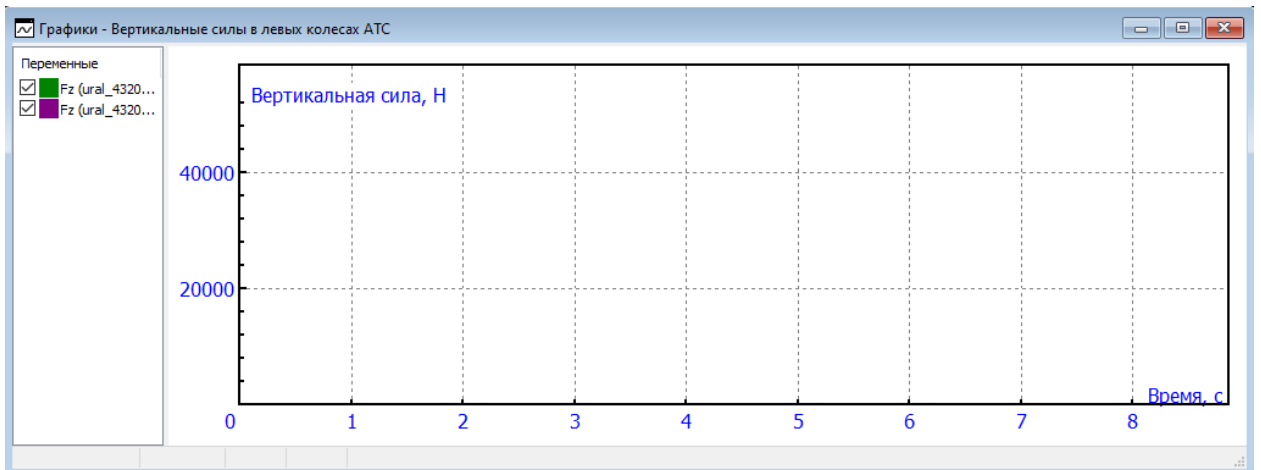 Графики - Вертикальные силы в левых колесах АТС
Переменные
Fz (ural_4320...
Fz (ural_4320...
Вертикальная сила, Н
40000
20000
Время, с
0 1 2 3 4 5 6 7 8